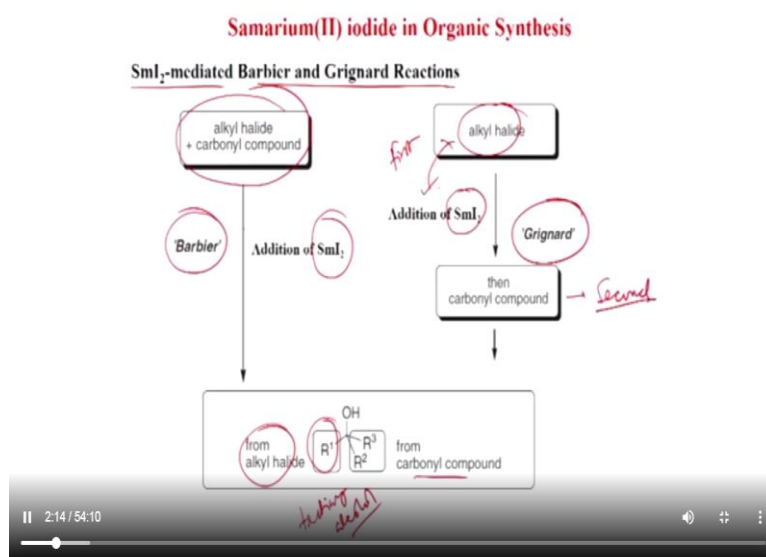 Samarium(II) iodide in Organic Synthesis
SmI₂-mediated Barbier and Grignard Reactions
alkyl halide
+ carbonyl compound
alkyl halide
first
Addition of SmI₂
'Barbier'
Addition of SmI₂
'Grignard'
then
carbonyl compound
→ Second
OH
from
alkyl halide
R¹
R³
R²
from
carbonyl compound
alcohol
2:14 / 54:10